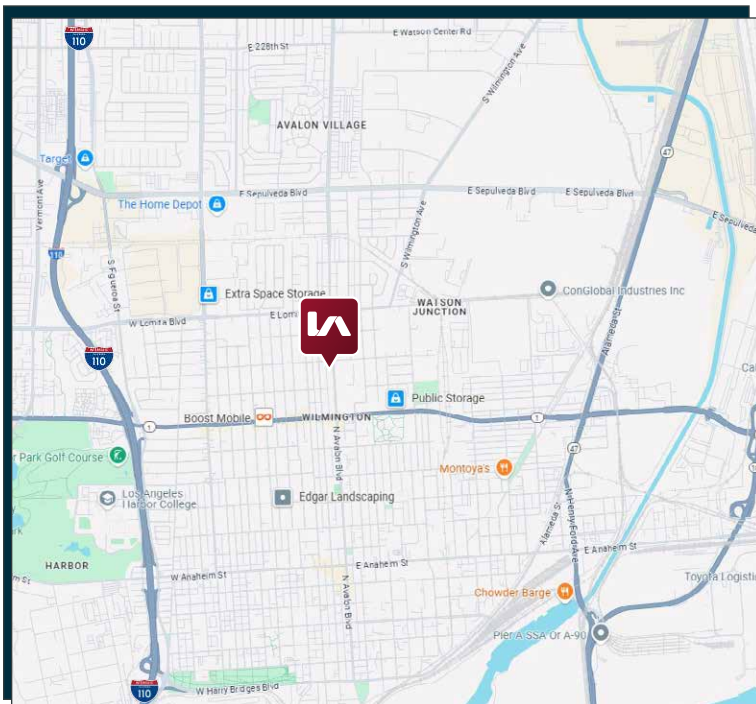 110
E Watson Center Rd
E 228th St
S Wilmington Ave
AVALON VILLAGE
Target
47
Vermont Ave
E Sepulveda Blvd
E Sepulveda Blvd
E Sepulveda Blvd
The Home Depot
E Sepulveda
S Wilmington Ave
110
S Figueroa St
Extra Space Storage
ConGlobal Industries Inc
WATSON
JUNCTION
E Lomi
W Lomita Blvd
Alameda St
110
Public Storage
Boost Mobile
WILMINGTON
1
1
N Avalon Blvd
47
r Park Golf Course
Montoya's
Los Angeles
Harbor College
Edgar Landscaping
N Henry Ford Ave
Alameda St
E Anaheim St
HARBOR
E Anaheim St
W Anaheim St
m St
N Avalon Blvd
Chowder Barge
Toyota Logisti
Pier A SSA Or A-90
W Harry Bridges Blvd
110